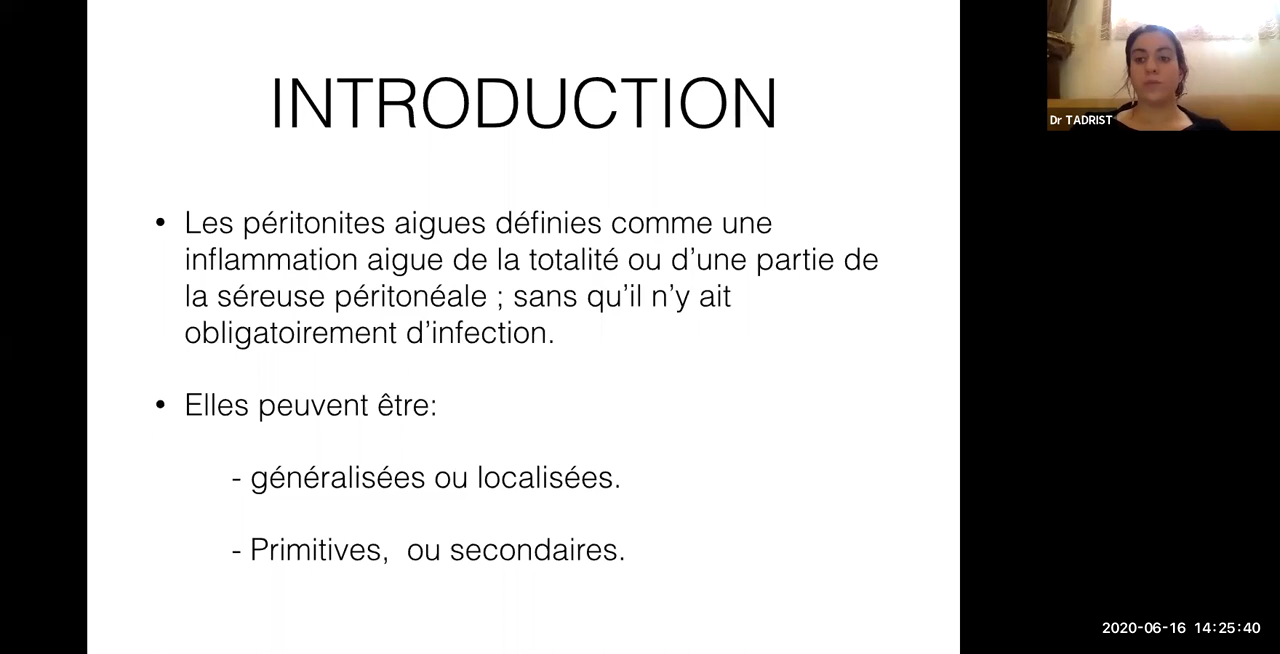 INTRODUCTION
• Les péritonites aigues définies comme une
inflammation aigue de la totalité ou d’une partie de
la séreuse péritonéale ; sans qu’il n’y ait
obligatoirement d’infection.
• Elles peuvent être:
- généralisées ou localisées.
- Primitives,  ou secondaires.
Dr TADRIST
2020-06-16 14:25:40